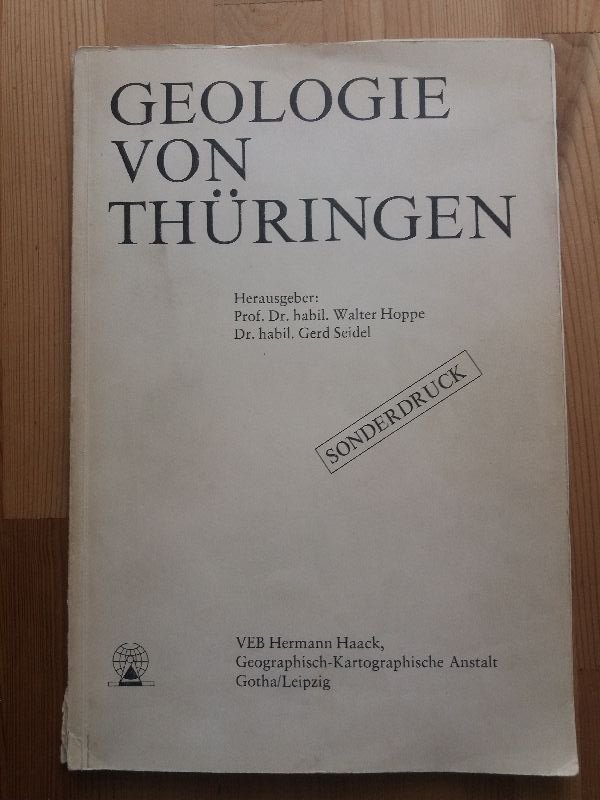 GEOLOGIE
VON
THÜRINGEN
Herausgeber:
Prof. Dr. habil. Walter Hoppe
Dr. habil. Gerd Seidel
SONDERDRUCK
VEB Hermann Haack,
Geographisch-Kartographische Anstalt
Gotha/Leipzig